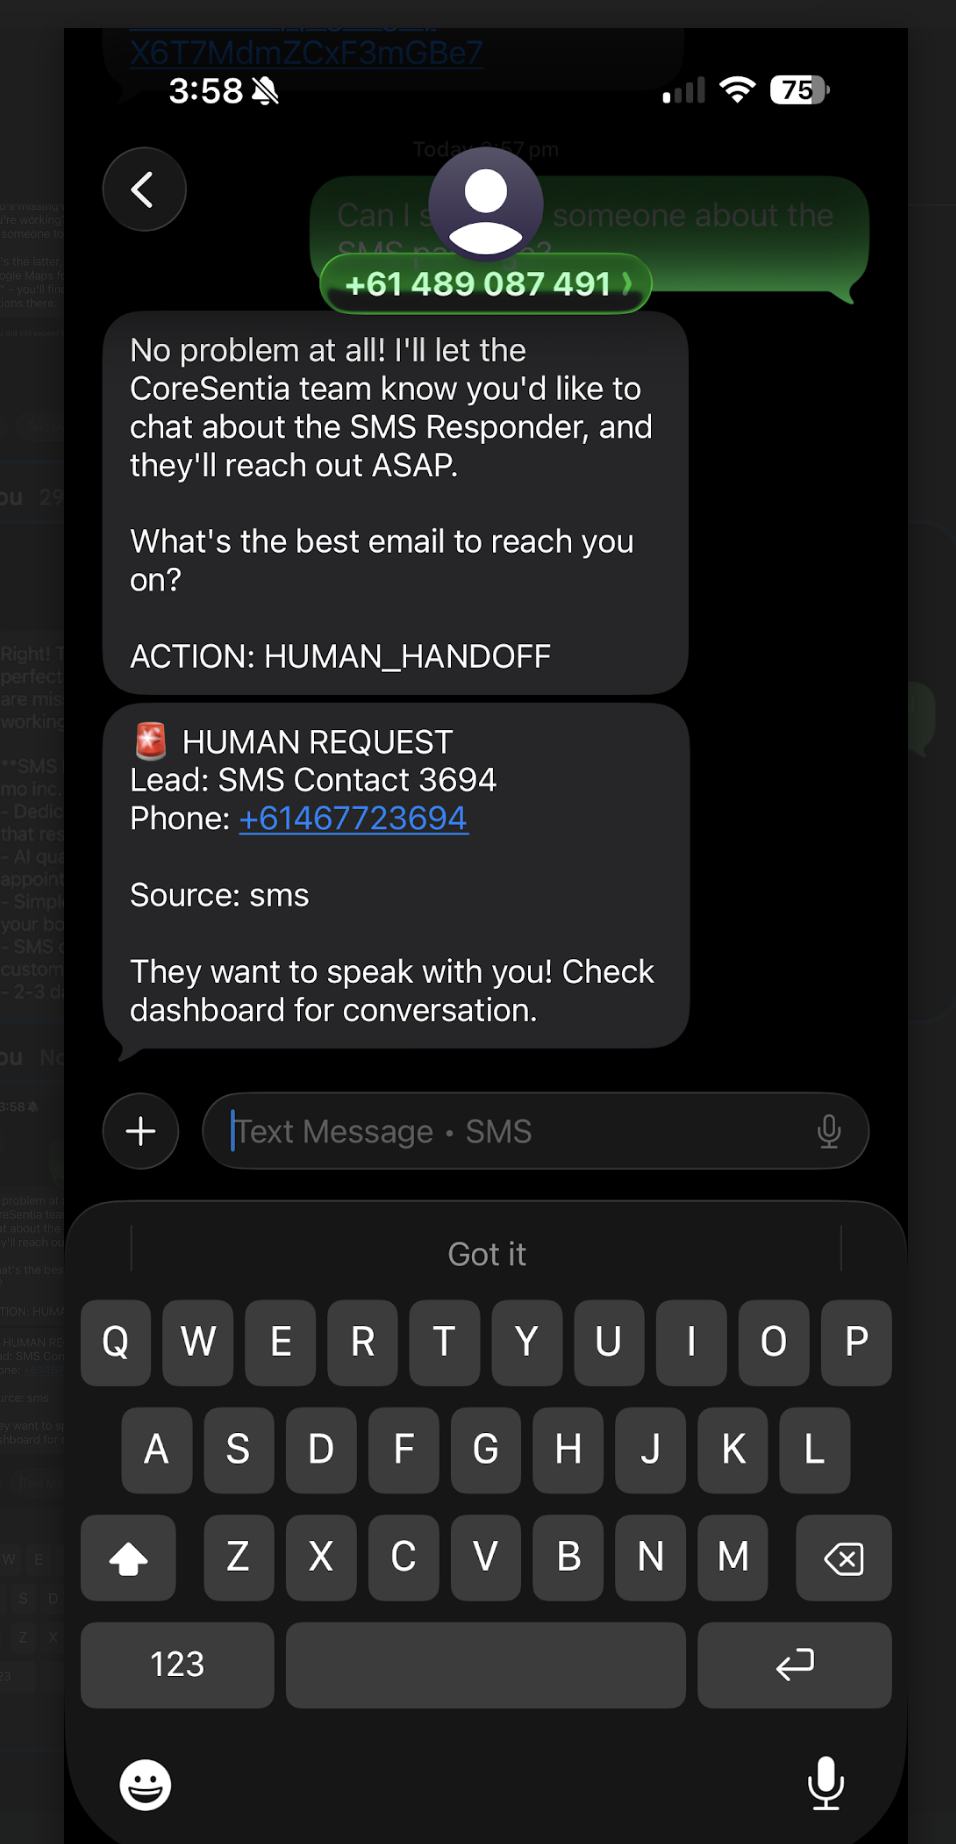 X6T7MdmZCxF3mGBe7
3:58
75
Today 3:57 pm
Can I s someone about the
SMS
+61 489 087 491
No problem at all! I'll let the
CoreSentia team know you'd like to
chat about the SMS Responder, and
they'll reach out ASAP.
What's the best email to reach you
on?
ACTION: HUMAN_HANDOFF
🚨 HUMAN REQUEST
Lead: SMS Contact 3694
Phone: +61467723694
Source: sms
They want to speak with you! Check
dashboard for conversation.
Text Message • SMS
Got it
Q W E R T Y U I O P
A S D F G H J K L
Z X C V B N M
123